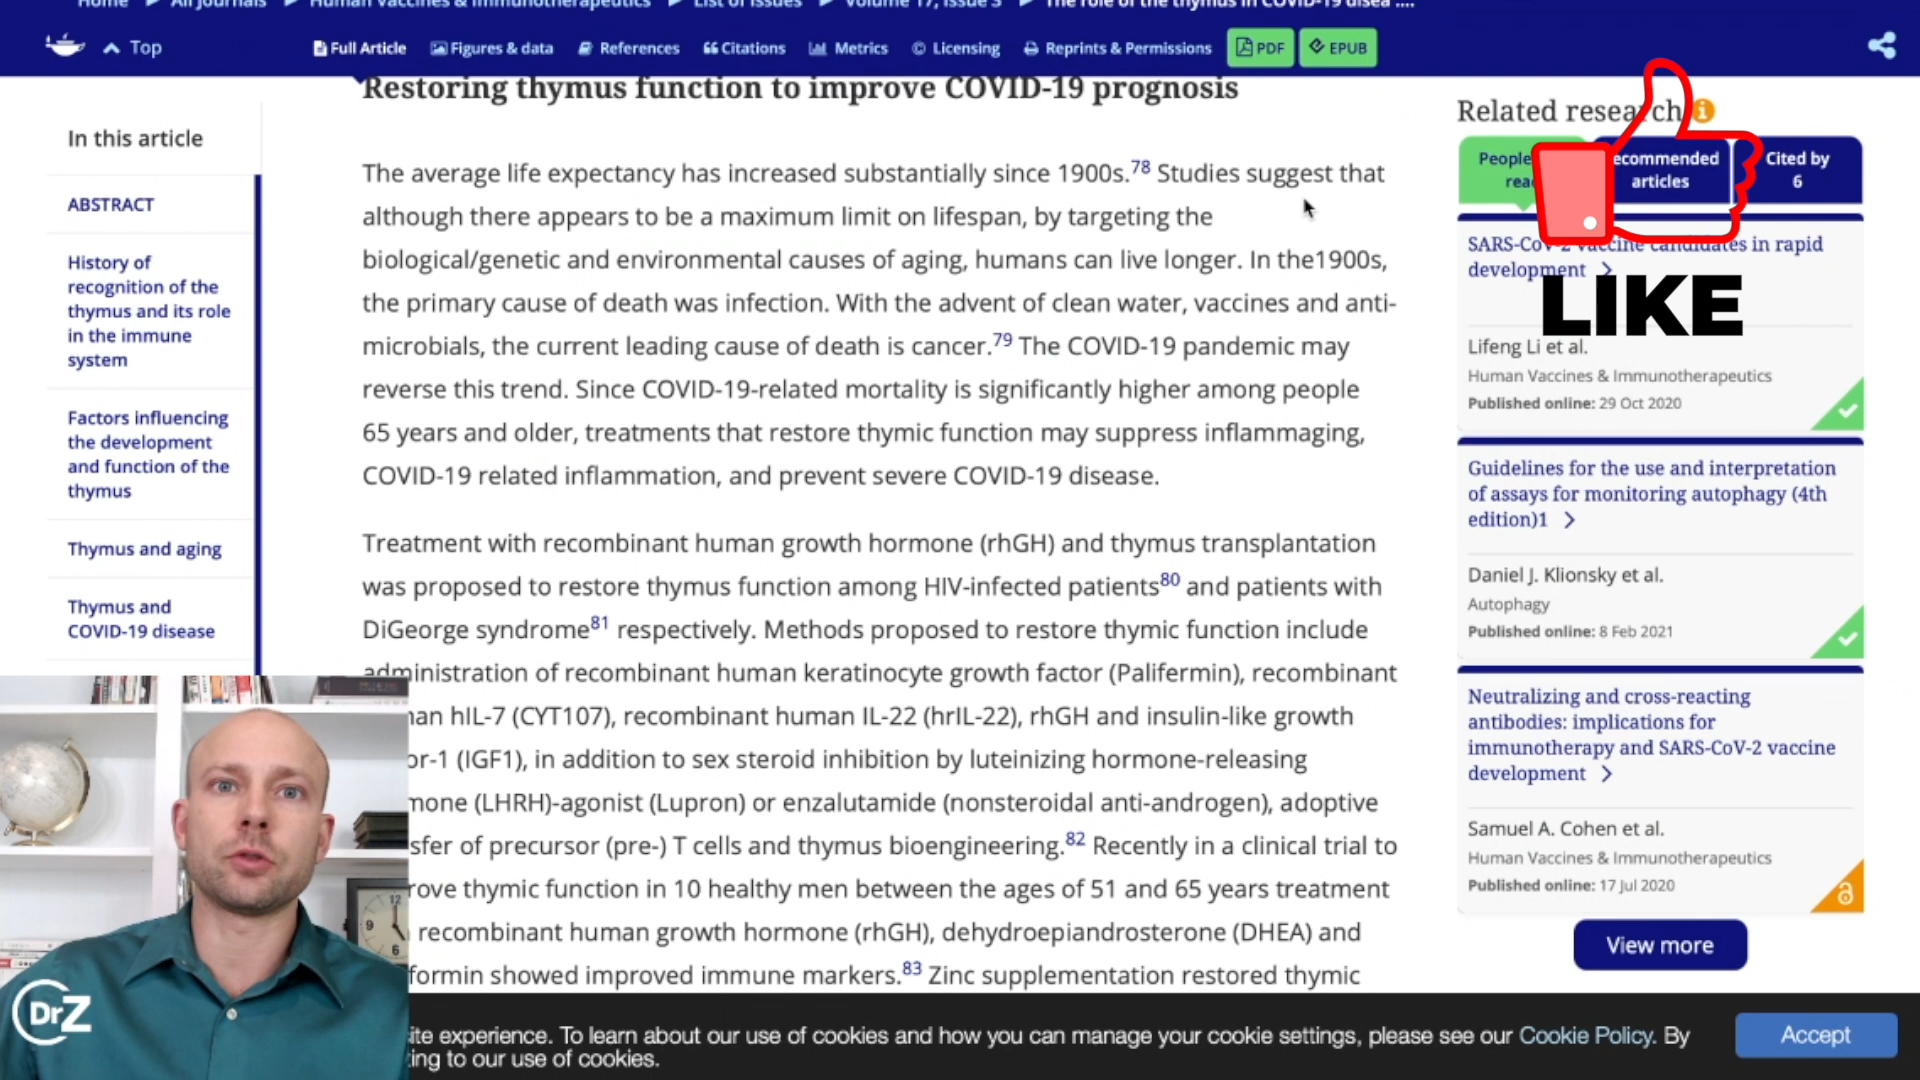 Home ▶ All Journals ▶ Human Vaccines & Immunotherapeutics ▶ List of Issues ▶ Volume 17, Issue 3 ▶ The role of the thymus in COVID-19 disea ....
Top
Full Article Figures & data References Citations Metrics Licensing Reprints & Permissions PDF EPUB
In this article
ABSTRACT
History of
recognition of the
thymus and its role
in the immune
system
Factors influencing
the development
and function of the
thymus
Thymus and aging
Thymus and
COVID-19 disease
Restoring thymus function to improve COVID-19 prognosis
The average life expectancy has increased substantially since 1900s.78 Studies suggest that
although there appears to be a maximum limit on lifespan, by targeting the
biological/genetic and environmental causes of aging, humans can live longer. In the1900s,
the primary cause of death was infection. With the advent of clean water, vaccines and anti-
microbials, the current leading cause of death is cancer.79 The COVID-19 pandemic may
reverse this trend. Since COVID-19-related mortality is significantly higher among people
65 years and older, treatments that restore thymic function may suppress inflammaging,
COVID-19 related inflammation, and prevent severe COVID-19 disease.
Treatment with recombinant human growth hormone (rhGH) and thymus transplantation
was proposed to restore thymus function among HIV-infected patients80 and patients with
DiGeorge syndrome81 respectively. Methods proposed to restore thymic function include
administration of recombinant human keratinocyte growth factor (Palifermin), recombinant
an hIL-7 (CYT107), recombinant human IL-22 (hrIL-22), rhGH and insulin-like growth
or-1 (IGF1), in addition to sex steroid inhibition by luteinizing hormone-releasing
mone (LHRH)-agonist (Lupron) or enzalutamide (nonsteroidal anti-androgen), adoptive
sfer of precursor (pre-) T cells and thymus bioengineering.82 Recently in a clinical trial to
rove thymic function in 10 healthy men between the ages of 51 and 65 years treatment
recombinant human growth hormone (rhGH), dehydroepiandrosterone (DHEA) and
formin showed improved immune markers.83 Zinc supplementation restored thymic
Related research
People
rea
ecommended
articles
Cited by
6
SARS-CoV-2 vaccine candidates in rapid
development
LIKE
Lifeng Li et al.
Human Vaccines & Immunotherapeutics
Published online: 29 Oct 2020
Guidelines for the use and interpretation
of assays for monitoring autophagy (4th
edition)1
Daniel J. Klionsky et al.
Autophagy
Published online: 8 Feb 2021
Neutralizing and cross-reacting
antibodies: implications for
immunotherapy and SARS-CoV-2 vaccine
development
Samuel A. Cohen et al.
Human Vaccines & Immunotherapeutics
Published online: 17 Jul 2020
View more
12
9
6
DrZ
ite experience. To learn about our use of cookies and how you can manage your cookie settings, please see our Cookie Policy. By
ing to our use of cookies.
Accept